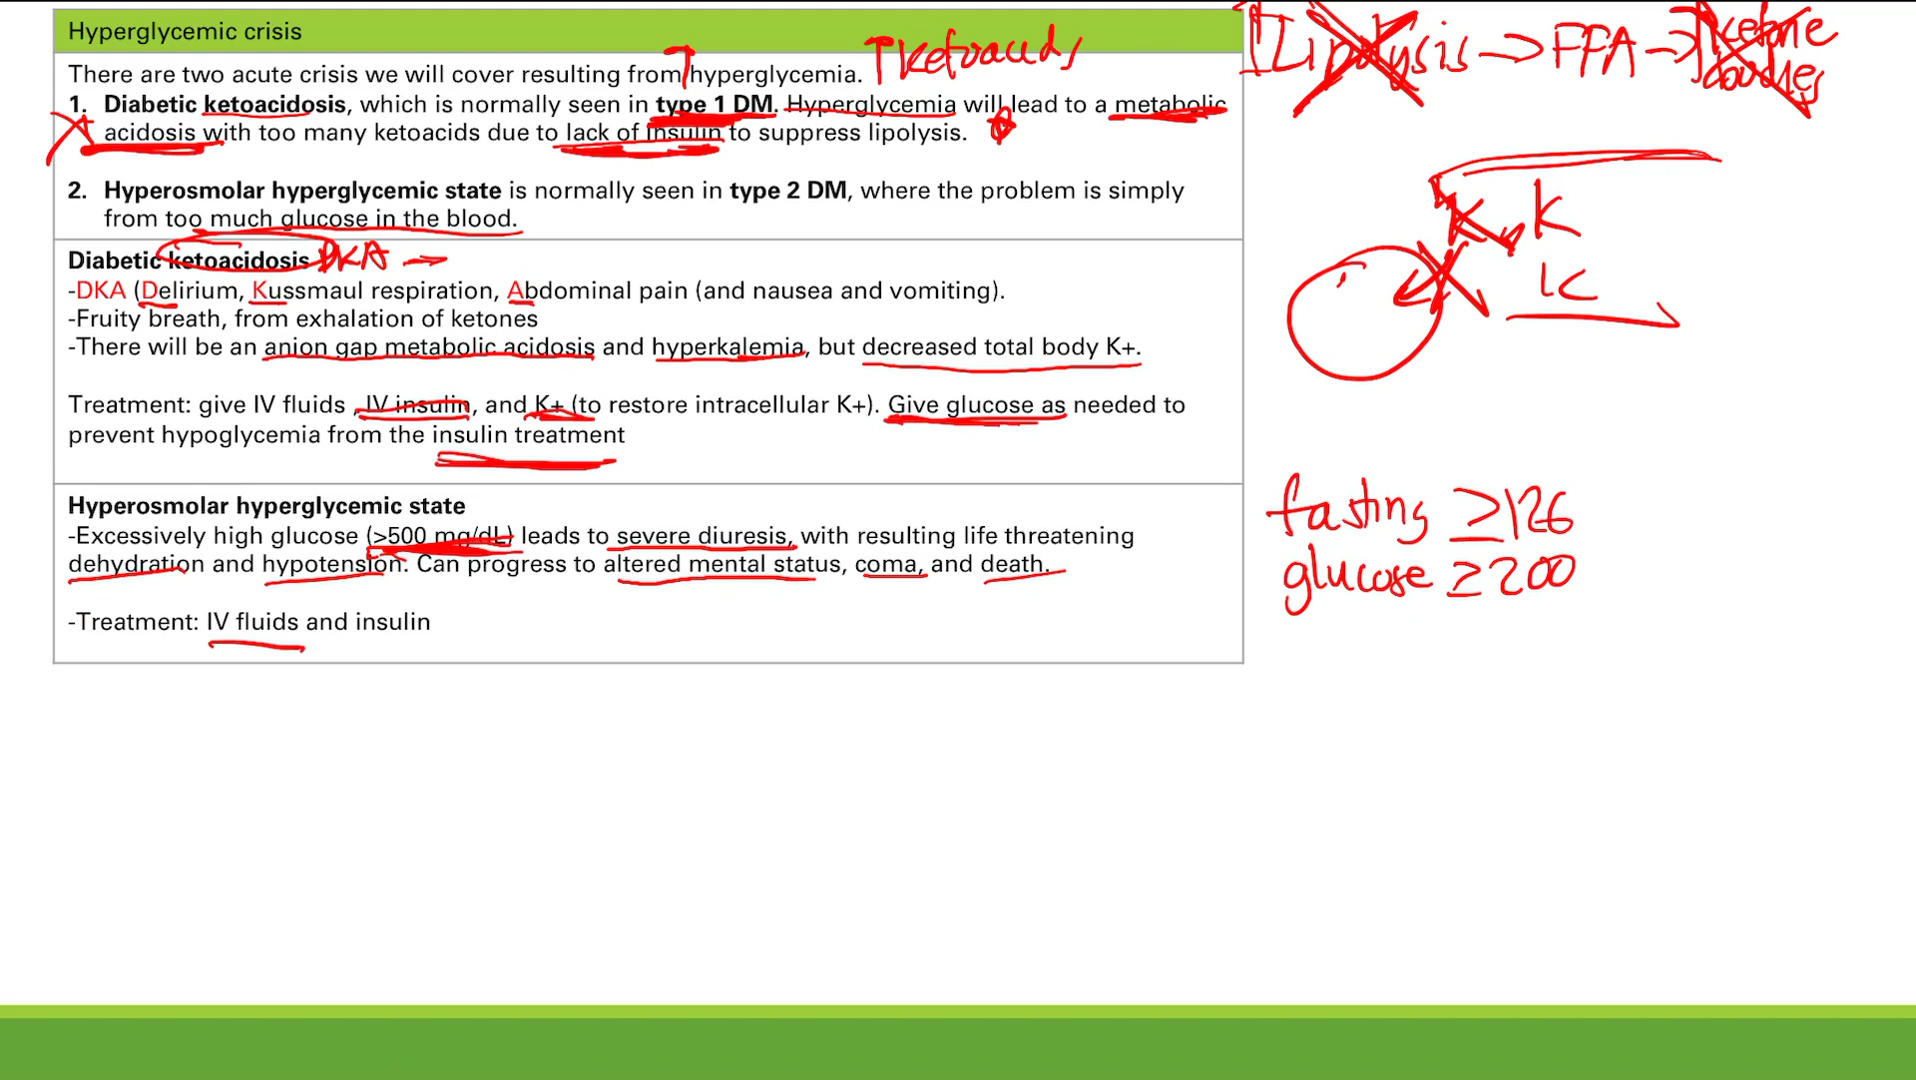 Hyperglycemic crisis
There are two acute crisis we will cover resulting from hyperglycemia.
↑ketoacids
1. Diabetic ketoacidosis, which is normally seen in type 1 DM. Hyperglycemia will lead to a metabolic
acidosis with too many ketoacids due to lack of insulin to suppress lipolysis.
2. Hyperosmolar hyperglycemic state is normally seen in type 2 DM, where the problem is simply
from too much glucose in the blood.
Diabetic ketoacidosis DKA →
-DKA (Delirium, Kussmaul respiration, Abdominal pain (and nausea and vomiting).
-Fruity breath, from exhalation of ketones
-There will be an anion gap metabolic acidosis and hyperkalemia, but decreased total body K+.
Treatment: give IV fluids , IV insulin, and K+ (to restore intracellular K+). Give glucose as needed to
prevent hypoglycemia from the insulin treatment
Hyperosmolar hyperglycemic state
-Excessively high glucose (>500 mg/dL) leads to severe diuresis, with resulting life threatening
dehydration and hypotension. Can progress to altered mental status, coma, and death.
-Treatment: IV fluids and insulin
↑Lipolysis → FFA → ↑ketone
bodies
K K
K
fasting ≥126
glucose ≥200